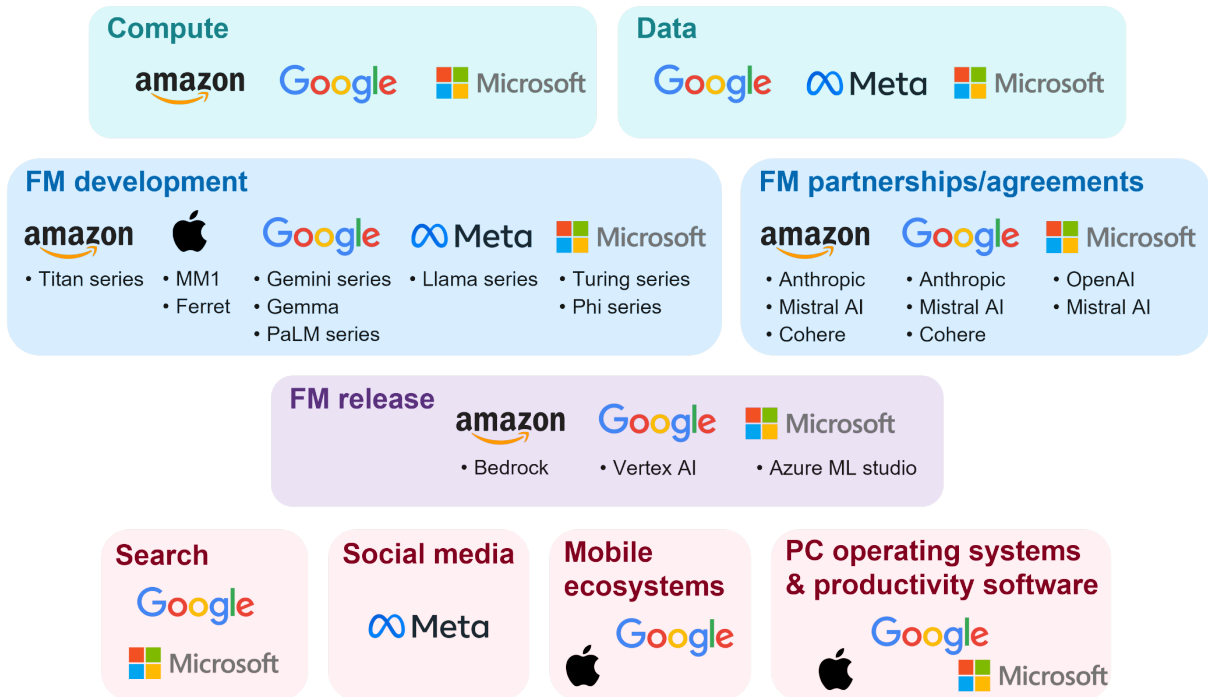 Compute
amazon Google Microsoft
Data
Google Meta Microsoft
FM development
amazon Google Meta Microsoft
• Titan series
• MM1
• Ferret
• Gemini series
• Gemma
• PaLM series
• Llama series
• Turing series
• Phi series
FM partnerships/agreements
amazon Google Microsoft
• Anthropic
• Mistral AI
• Cohere
• Anthropic
• Mistral AI
• Cohere
• OpenAI
• Mistral AI
FM release
amazon Google Microsoft
• Bedrock
• Vertex AI
• Azure ML studio
Search
Google
Microsoft
Social media
Meta
Mobile
ecosystems
Google
PC operating systems
& productivity software
Google
Microsoft